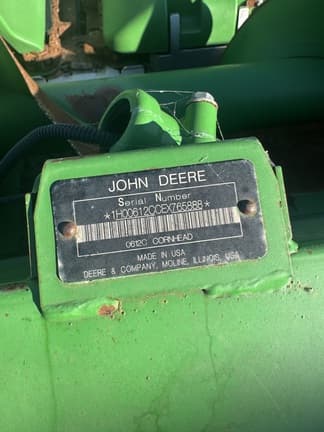 JOHN DEERE
Serial Number
*1H00612CCEX765888*
0612C CORNHEAD
MADE IN USA
DEERE & COMPANY, MOLINE, ILLINOIS, USA